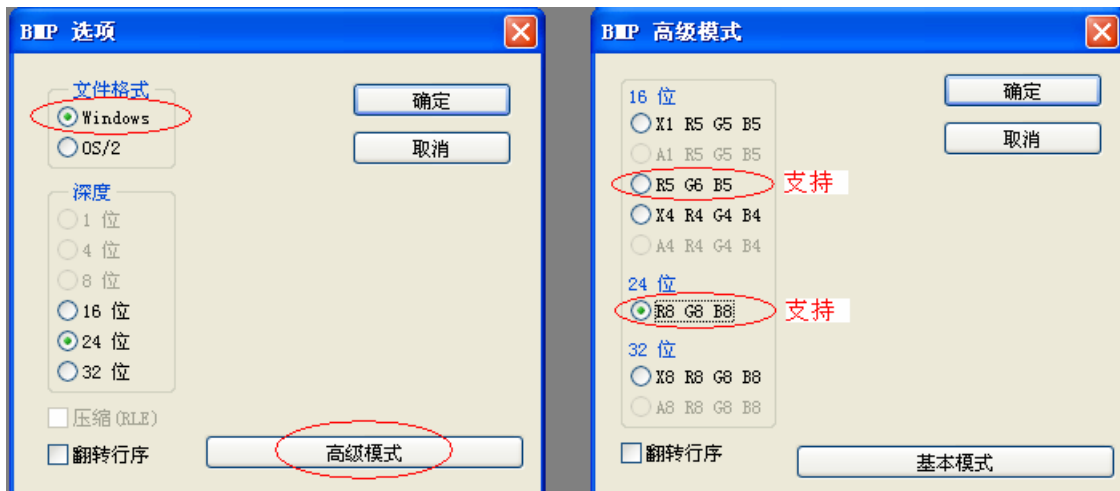 BMP 选项
文件格式
Windows
OS/2
确定
取消
深度
1 位
4 位
8 位
16 位
24 位
32 位
压缩(RLE)
翻转行序
高级模式
BMP 高级模式
16 位
X1 R5 G5 B5
A1 R5 G5 B5
R5 G6 B5
支持
X4 R4 G4 B4
A4 R4 G4 B4
24 位
R8 G8 B8
支持
32 位
X8 R8 G8 B8
A8 R8 G8 B8
确定
取消
翻转行序
基本模式